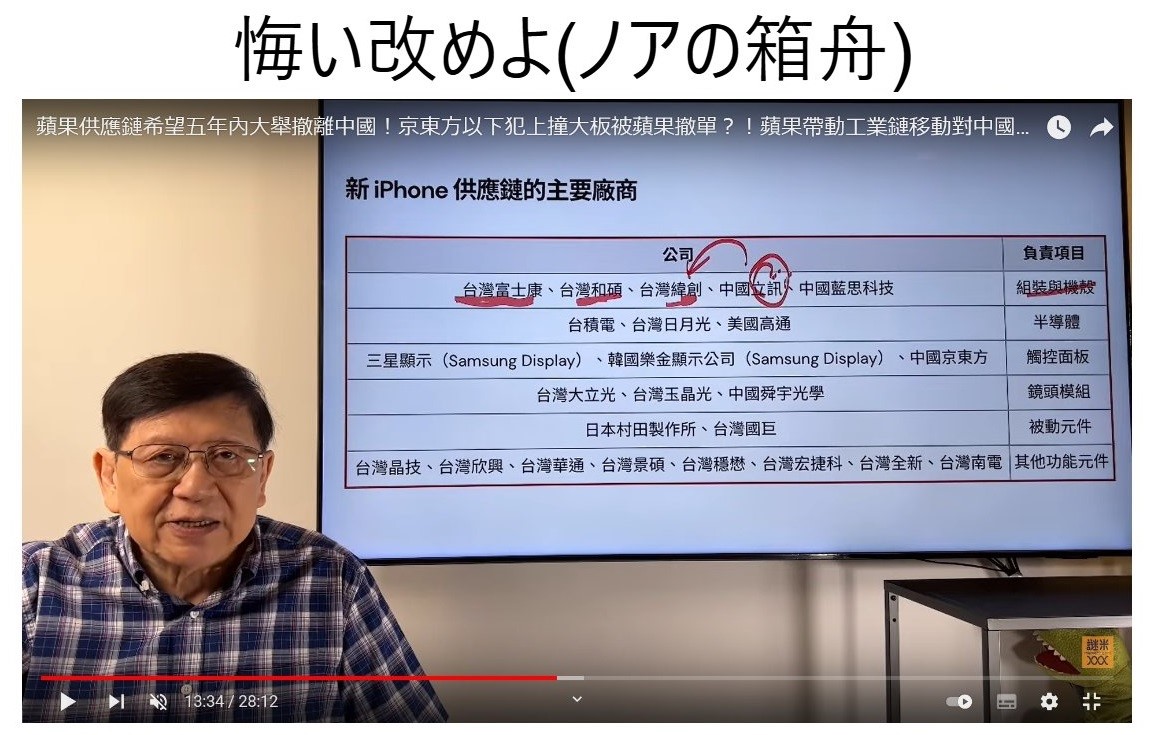 悔い改めよ(ノアの箱舟)
蘋果供應鏈希望五年內大舉撤離中國！京東方以下犯上撞大板被蘋果撤單？！蘋果帶動工業鏈移動對中國...
新 iPhone 供應鏈的主要廠商
公司 負責項目
台灣富士康、台灣和碩、台灣緯創、中國立訊、中國藍思科技 組裝與機殼
台積電、台灣日月光、美國高通 半導體
三星顯示（Samsung Display）、韓國樂金顯示公司（Samsung Display）、中國京東方 觸控面板
台灣大立光、台灣玉晶光、中國舜宇光學 鏡頭模組
日本村田製作所、台灣國巨 被動元件
台灣晶技、台灣欣興、台灣華通、台灣景碩、台灣穩懋、台灣宏捷科、台灣全新、台灣南電 其他功能元件
謎米
13:34 / 28:12